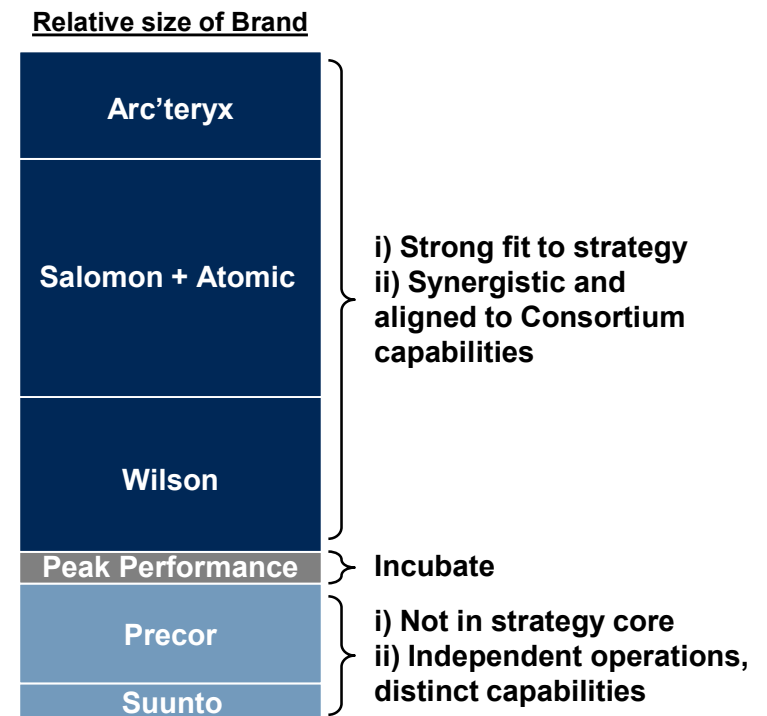 Relative size of Brand
Arc'teryx
Salomon + Atomic
i) Strong fit to strategy
ii) Synergistic and
aligned to Consortium
capabilities
Wilson
Peak Performance
Incubate
Precor
i) Not in strategy core
ii) Independent operations,
distinct capabilities
Suunto